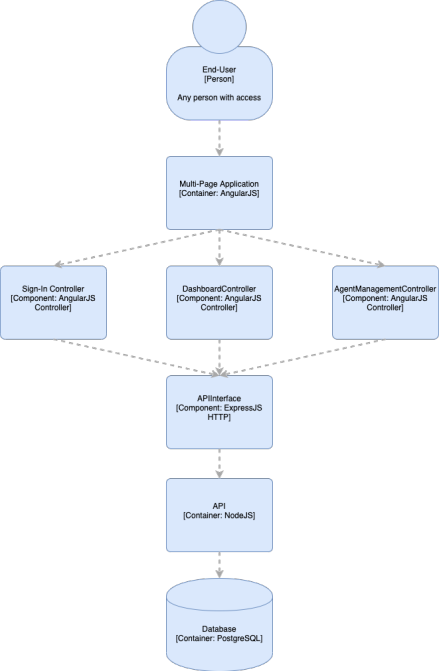 End-User
[Person]
Any person with access
Multi-Page Application
[Container: AngularJS]
Sign-In Controller
[Component: AngularJS
Controller]
DashboardController
[Component: AngularJS
Controller]
AgentManagementController
[Component: AngularJS
Controller]
APIInterface
[Component: ExpressJS
HTTP]
API
[Container: NodeJS]
Database
[Container: PostgreSQL]